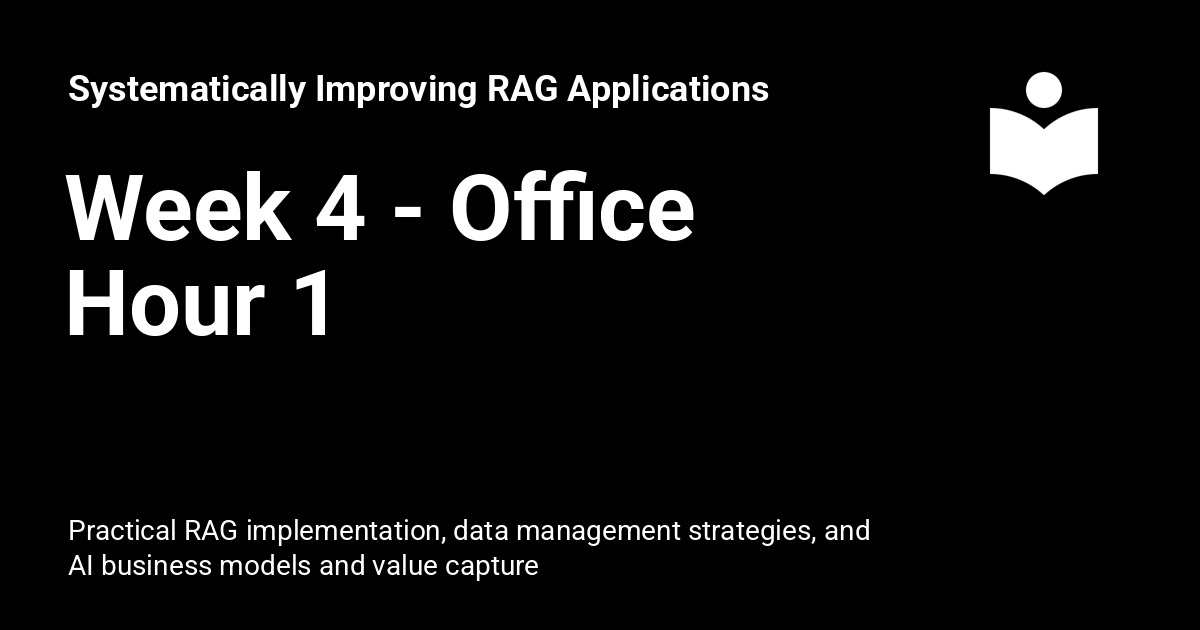 Systematically Improving RAG Applications
Week 4 - Office
Hour 1
Practical RAG implementation, data management strategies, and
AI business models and value capture